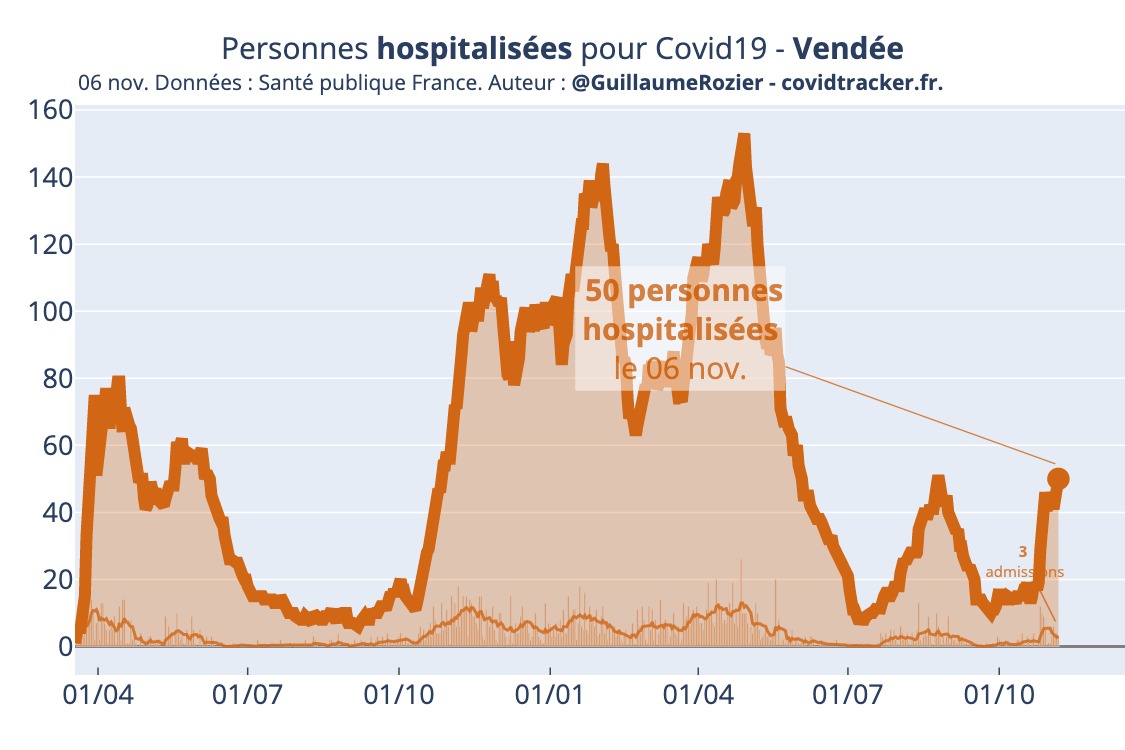 Personnes hospitalisées pour Covid19 - Vendée
06 nov. Données : Santé publique France. Auteur : @GuillaumeRozier - covidtracker.fr.
160
140
120
100
80
60
40
20
0
50 personnes
hospitalisées
le 06 nov.
3
admissions
01/04
01/07
01/10
01/01
01/04
01/07
01/10